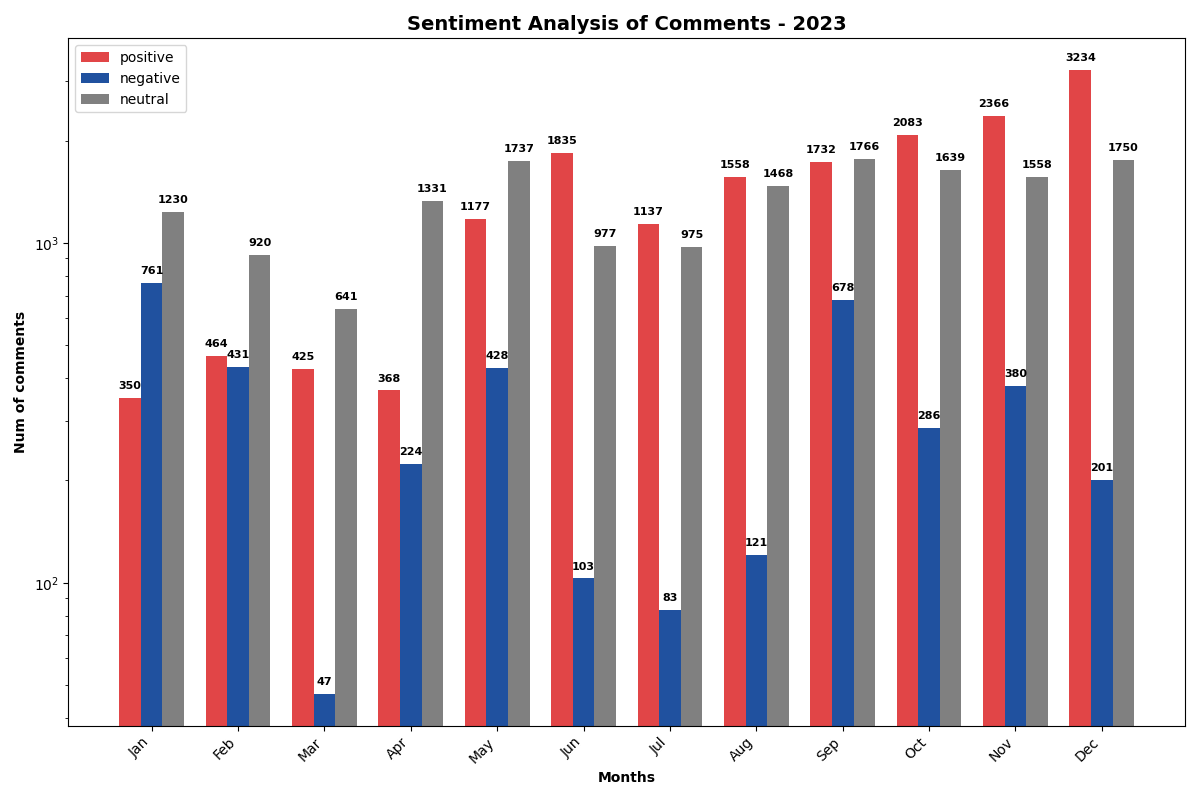 Sentiment Analysis of Comments - 2023
positive
negative
neutral
Num of comments
10³
10²
350
761
1230
464
431
920
425
47
641
368
224
1331
1177
428
1737
1835
103
977
1137
83
975
1558
121
1468
1732
678
1766
2083
286
1639
2366
380
1558
3234
201
1750
Jan
Feb
Mar
Apr
May
Jun
Jul
Aug
Sep
Oct
Nov
Dec
Months